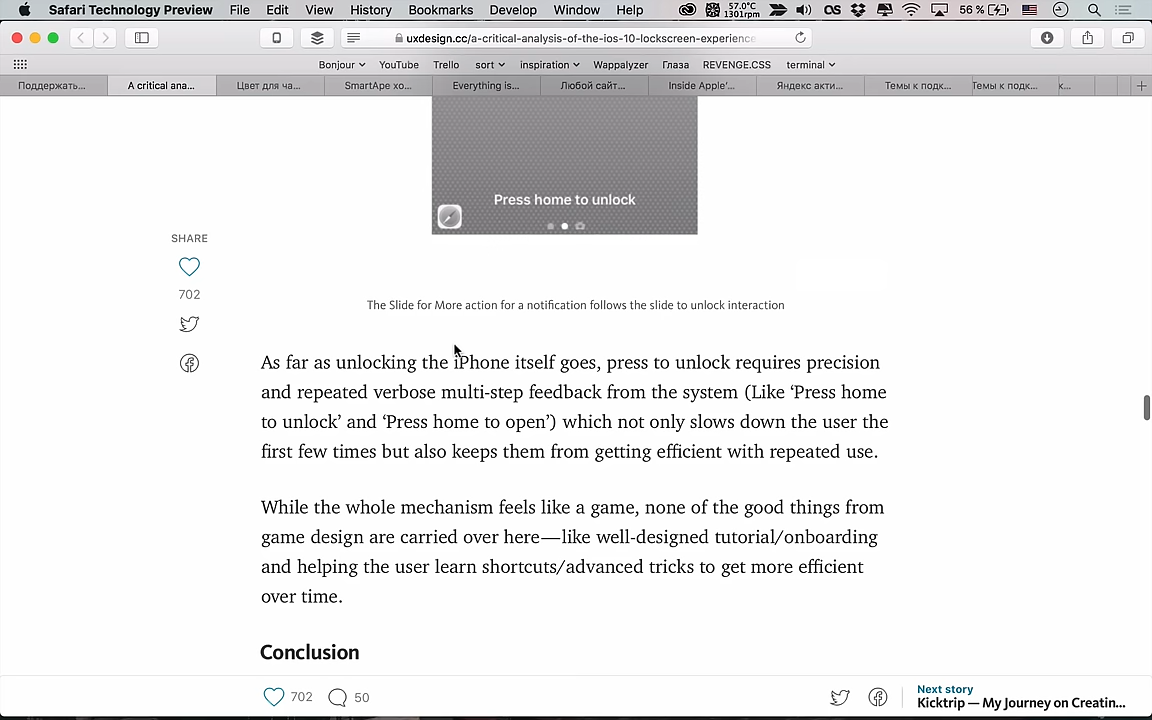 Safari Technology Preview File Edit View History Bookmarks Develop Window Help 57.0°C 1301rpm 56 %
uxdesign.cc/a-critical-analysis-of-the-ios-10-lockscreen-experience
Bonjour YouTube Trello sort inspiration Wappalyzer Глаза REVENGE.CSS terminal
Поддержать... A critical ana... Цвет для ча... SmartApe хо... Everything is... Любой сайт... Inside Apple'... Яндекс акти... Темы к подк... Темы к подк... к...
Press home to unlock
SHARE
702
The Slide for More action for a notification follows the slide to unlock interaction
As far as unlocking the iPhone itself goes, press to unlock requires precision
and repeated verbose multi-step feedback from the system (Like ‘Press home
to unlock’ and ‘Press home to open’) which not only slows down the user the
first few times but also keeps them from getting efficient with repeated use.
While the whole mechanism feels like a game, none of the good things from
game design are carried over here—like well-designed tutorial/onboarding
and helping the user learn shortcuts/advanced tricks to get more efficient
over time.
Conclusion
702 50
Next story
Kicktrip — My Journey on Creatin...